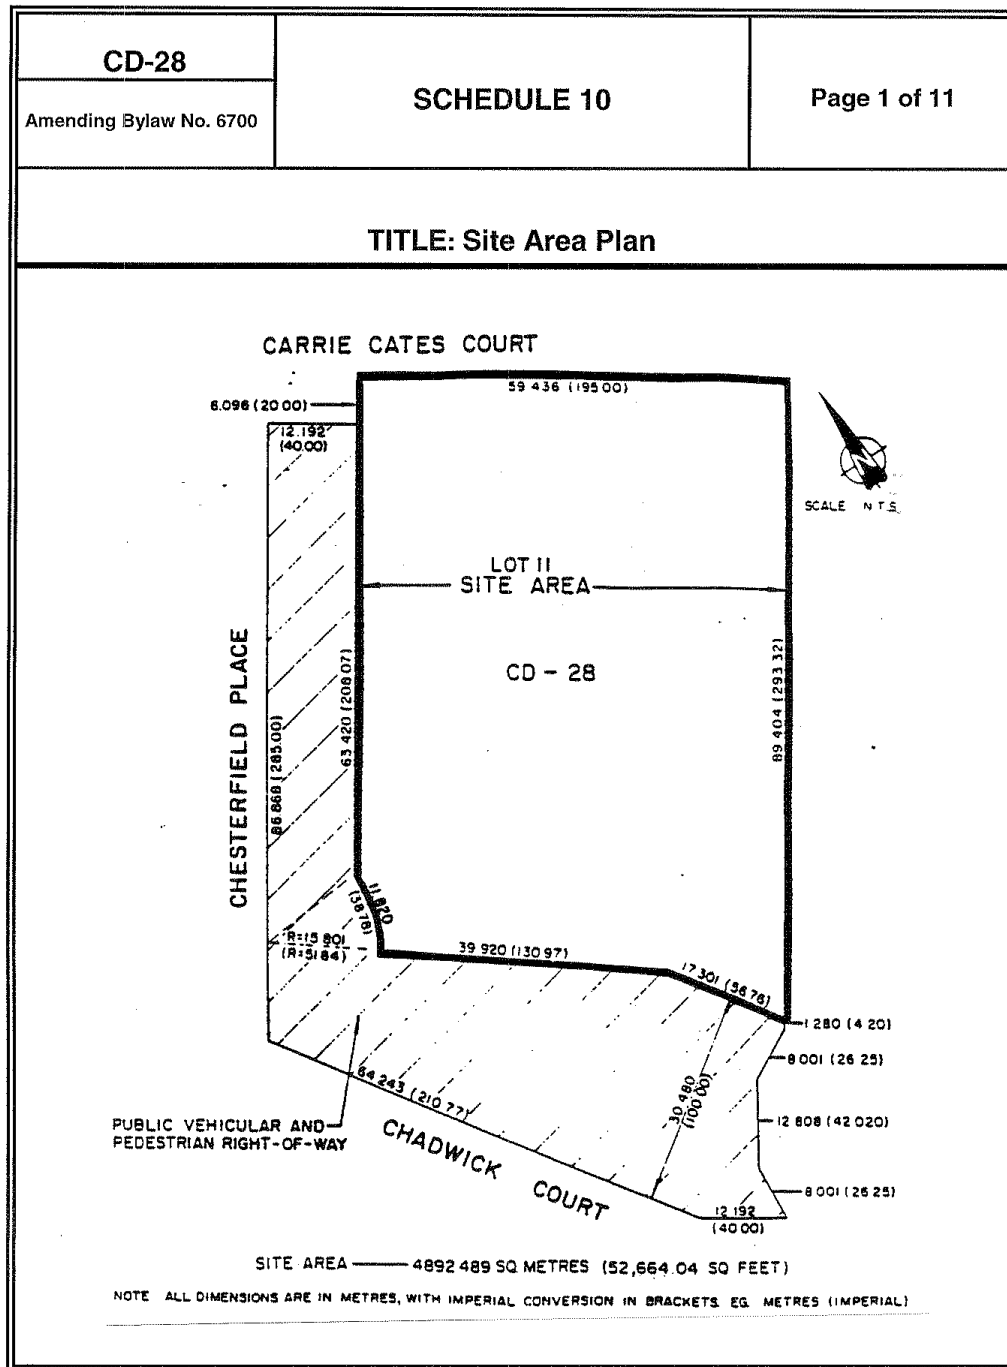 CD-28
Amending Bylaw No. 6700
SCHEDULE 10
Page 1 of 11
TITLE: Site Area Plan
CARRIE CATES COURT
59 436 (195 00)
6.096 (20 00)
12.192
(40.00)
N
SCALE N T S
LOT 11
SITE AREA
CD - 28
CHESTERFIELD PLACE
86.868 (285.00)
63 420 (208 07)
89 404 (293 32)
11 820
(38 78)
R=15 801
(R=51 84)
39 920 (130 97)
17 301 (56 76)
1 280 (4 20)
8 001 (26 25)
64 243 (210 77)
30 480
(100 00)
12 808 (42 020)
PUBLIC VEHICULAR AND
PEDESTRIAN RIGHT-OF-WAY
CHADWICK COURT
8 001 (26 25)
12 192
(40 00)
SITE AREA 4892 489 SQ METRES (52,664.04 SQ FEET)
NOTE ALL DIMENSIONS ARE IN METRES, WITH IMPERIAL CONVERSION IN BRACKETS EG METRES (IMPERIAL)